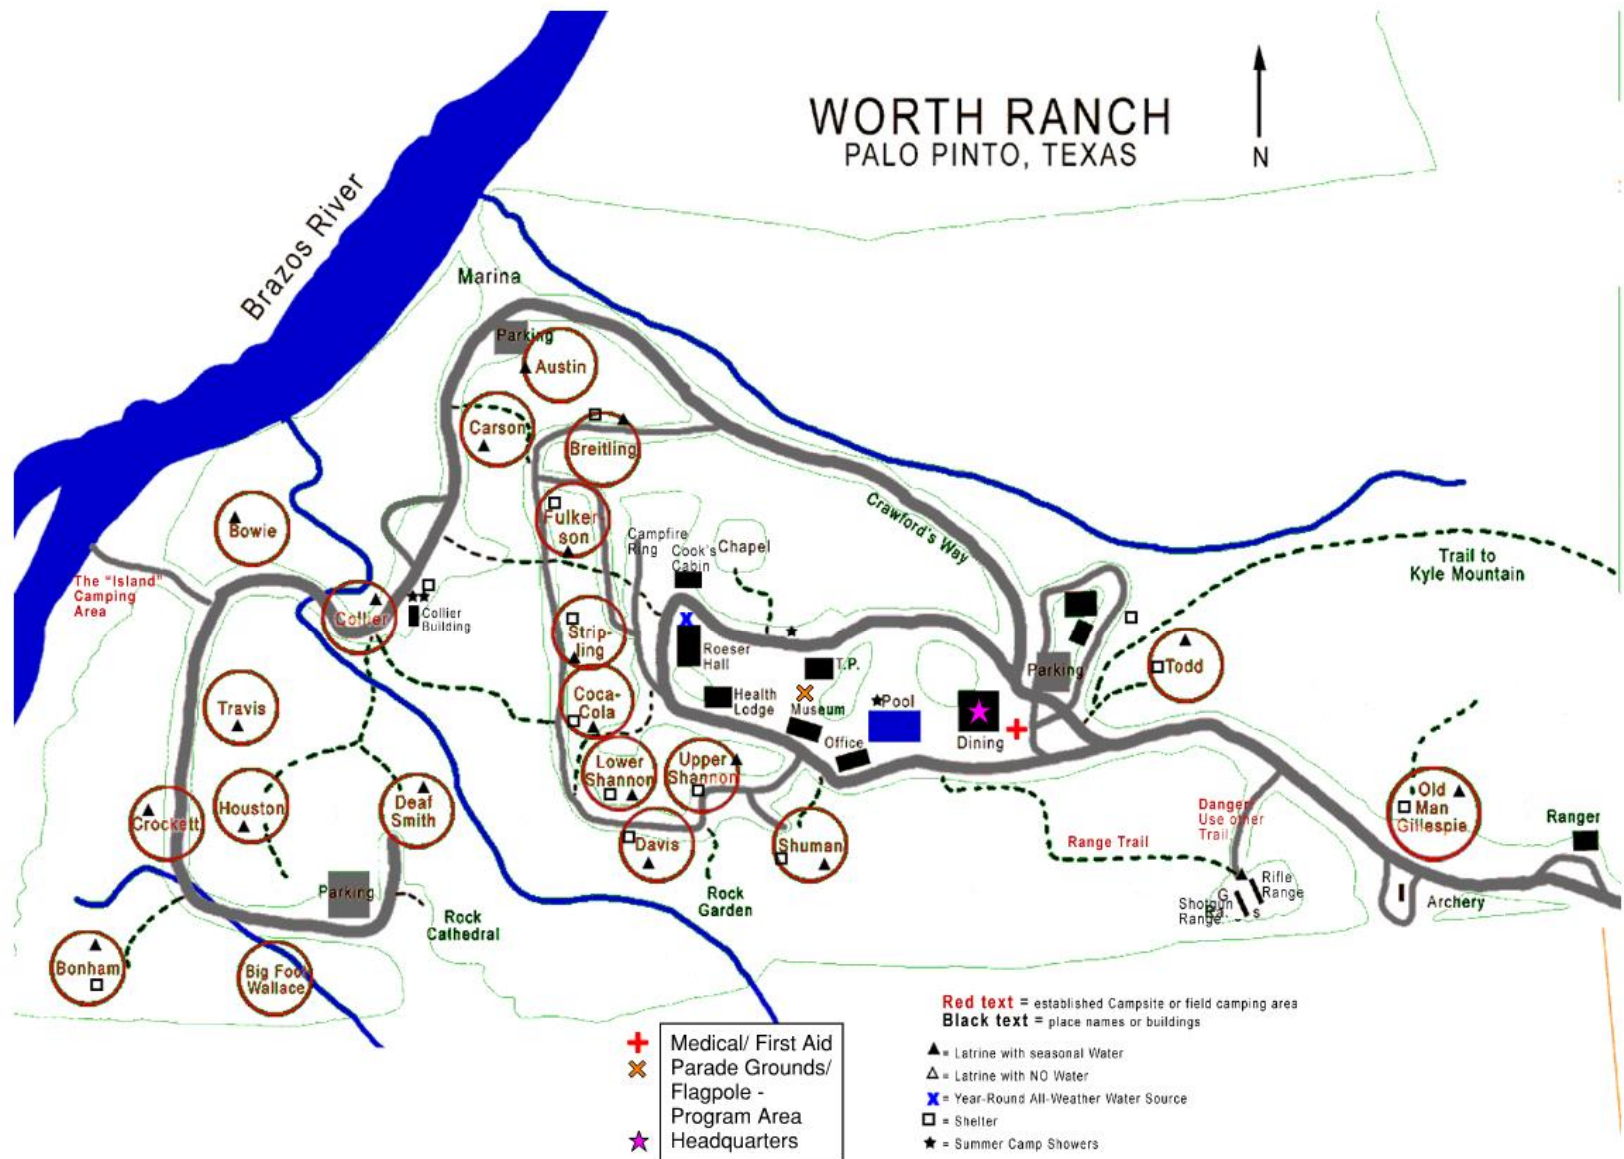 WORTH RANCH
PALO PINTO, TEXAS
N
Brazos River
Marina
Parking
Austin
Carson
Breitling
Crawford's Way
Fulker
son
Campfire
Ring
Cook's
Cabin
Chapel
Bowie
The "Island"
Camping
Area
Collier
Collier
Building
Strip-
ling
Roeser
Hall
T.P.
Parking
Todd
Trail to
Kyle Mountain
Travis
Coca-
Cola
Health
Lodge
Museum
Pool
Office
Dining
Lower
Shannon
Upper
Shannon
Houston
Deaf
Smith
Crockett
Davis
Shuman
Range Trail
Danger
Use other
Trail
Old
Man
Gillespie
Ranger
Rifle
Range
G
Shotgun
Range
s
Archery
Parking
Rock
Garden
Rock
Cathedral
Bonham
Big Foot
Wallace
Medical/ First Aid
Parade Grounds/
Flagpole -
Program Area
Headquarters
Red text = established Campsite or field camping area
Black text = place names or buildings
= Latrine with seasonal Water
= Latrine with NO Water
X = Year-Round All-Weather Water Source
= Shelter
= Summer Camp Showers